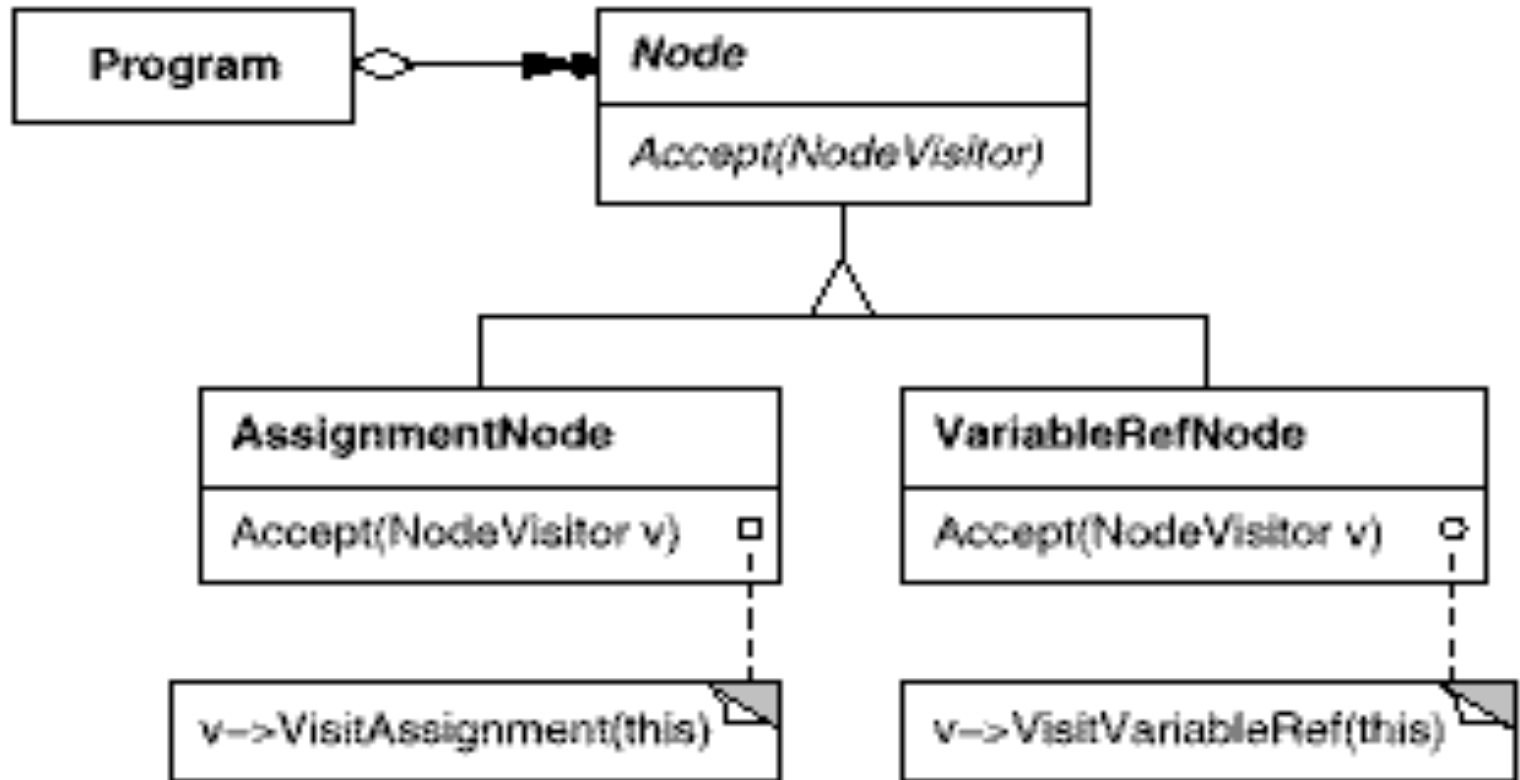 Program
Node
Accept(NodeVisitor)
AssignmentNode
Accept(NodeVisitor v)
VariableRefNode
Accept(NodeVisitor v)
v–>VisitAssignment(this)
v–>VisitVariableRef(this)